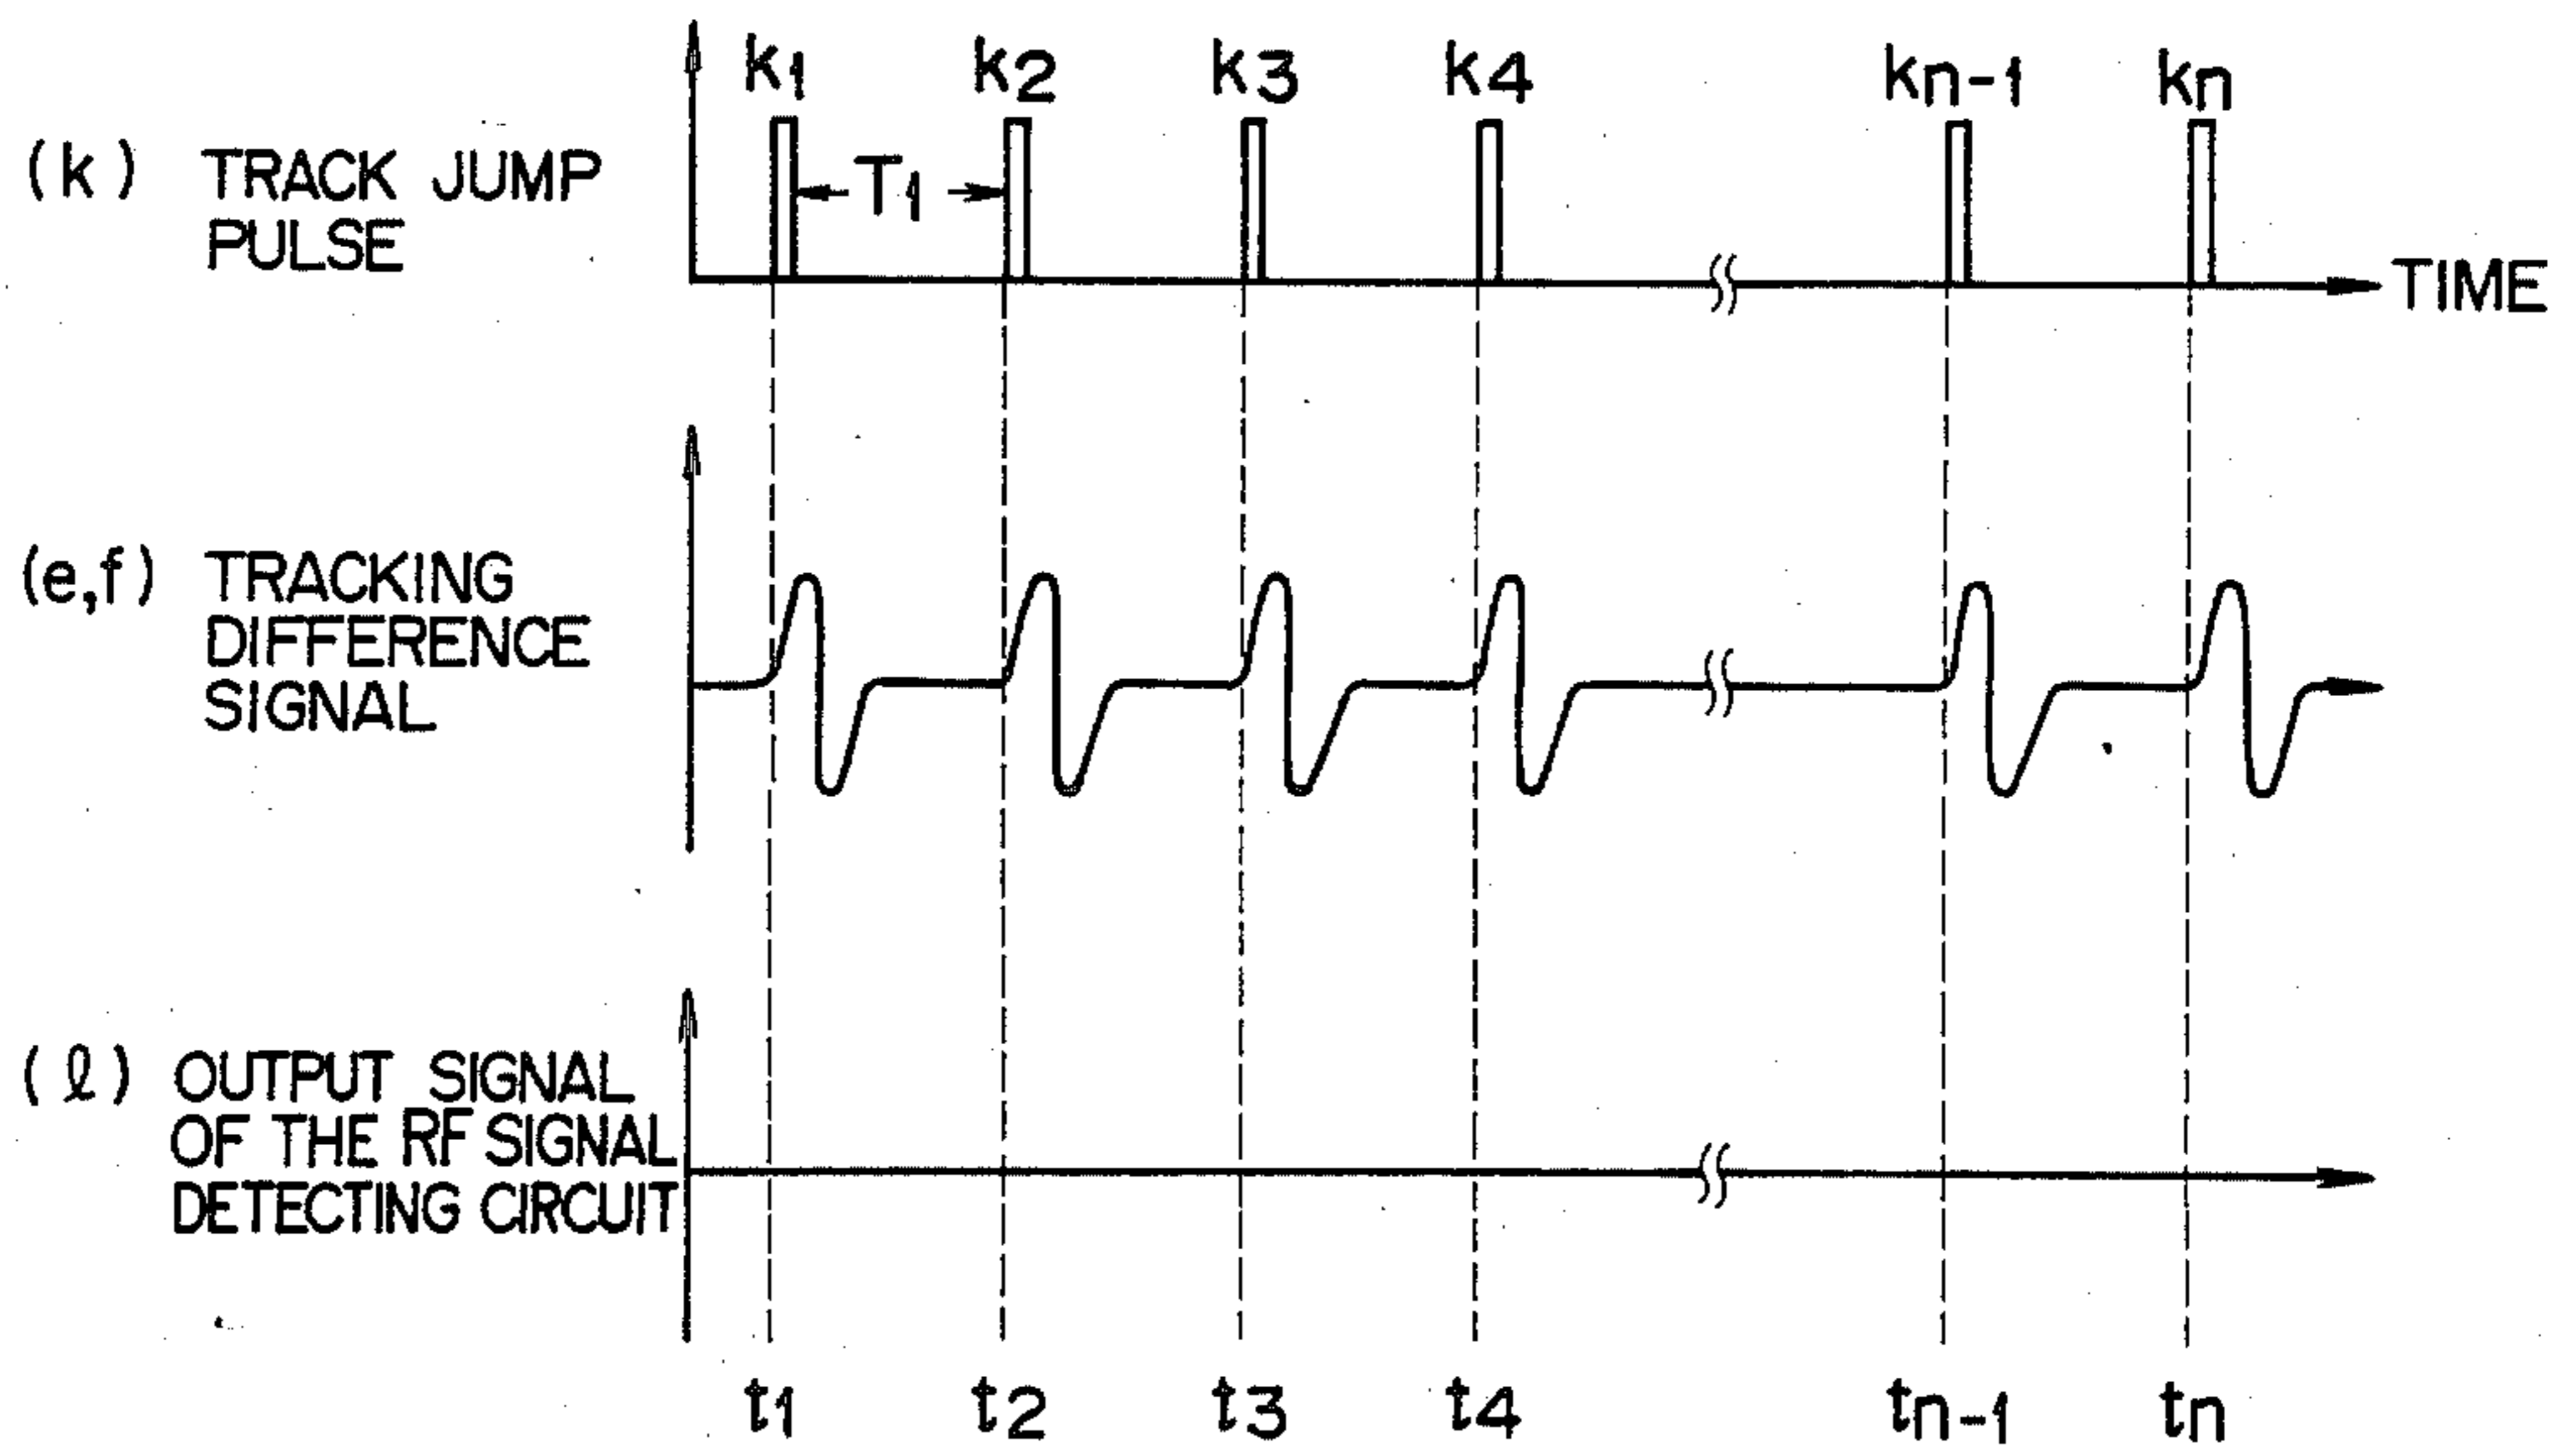 k1 k2 k3 k4 kn-1 kn
(k) TRACK JUMP
PULSE
T1
TIME
(e,f) TRACKING
DIFFERENCE
SIGNAL
(ℓ) OUTPUT SIGNAL
OF THE RF SIGNAL
DETECTING CIRCUIT
t1 t2 t3 t4 tn-1 tn